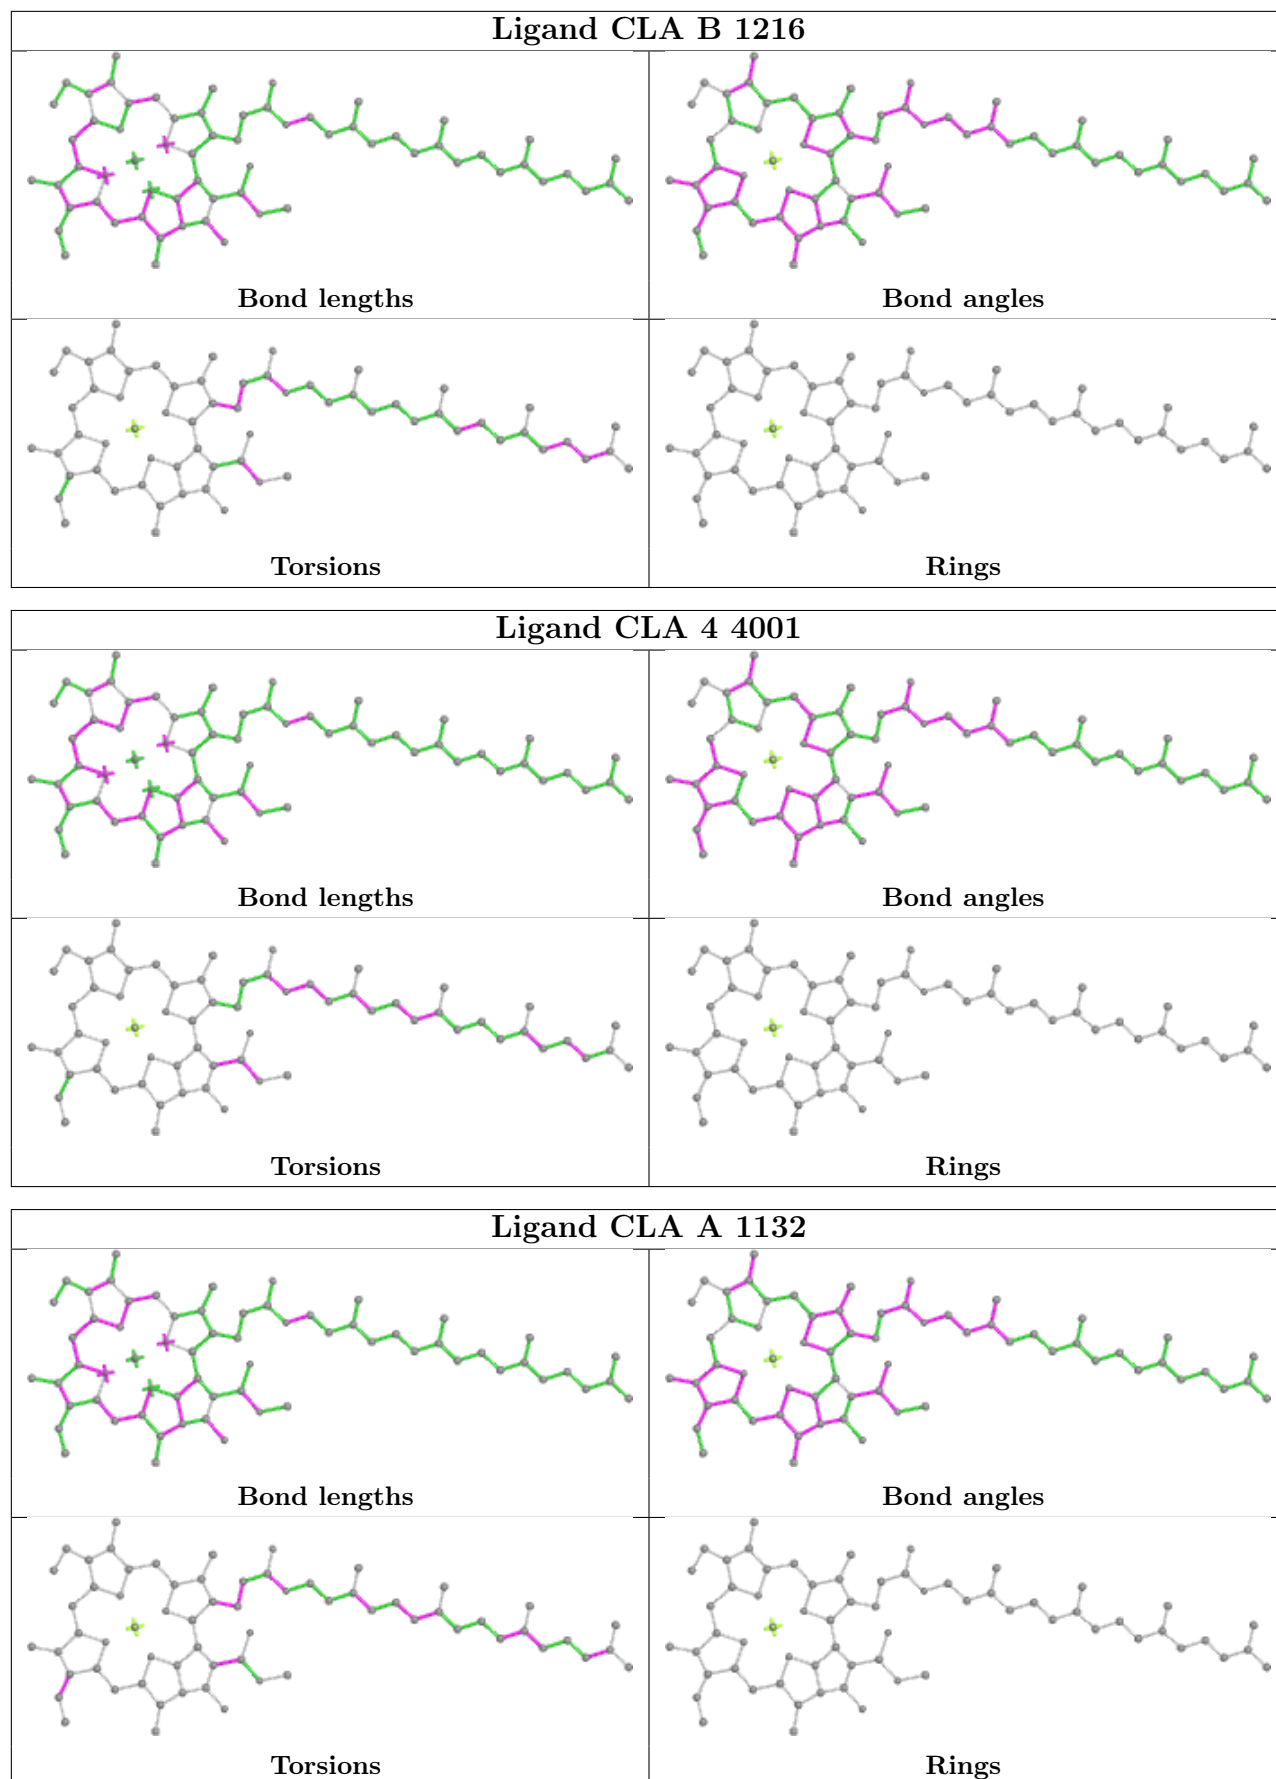 Ligand CLA B 1216
Bond lengths
Bond angles
Torsions
Rings
Ligand CLA 4 4001
Bond lengths
Bond angles
Torsions
Rings
Ligand CLA A 1132
Bond lengths
Bond angles
Torsions
Rings